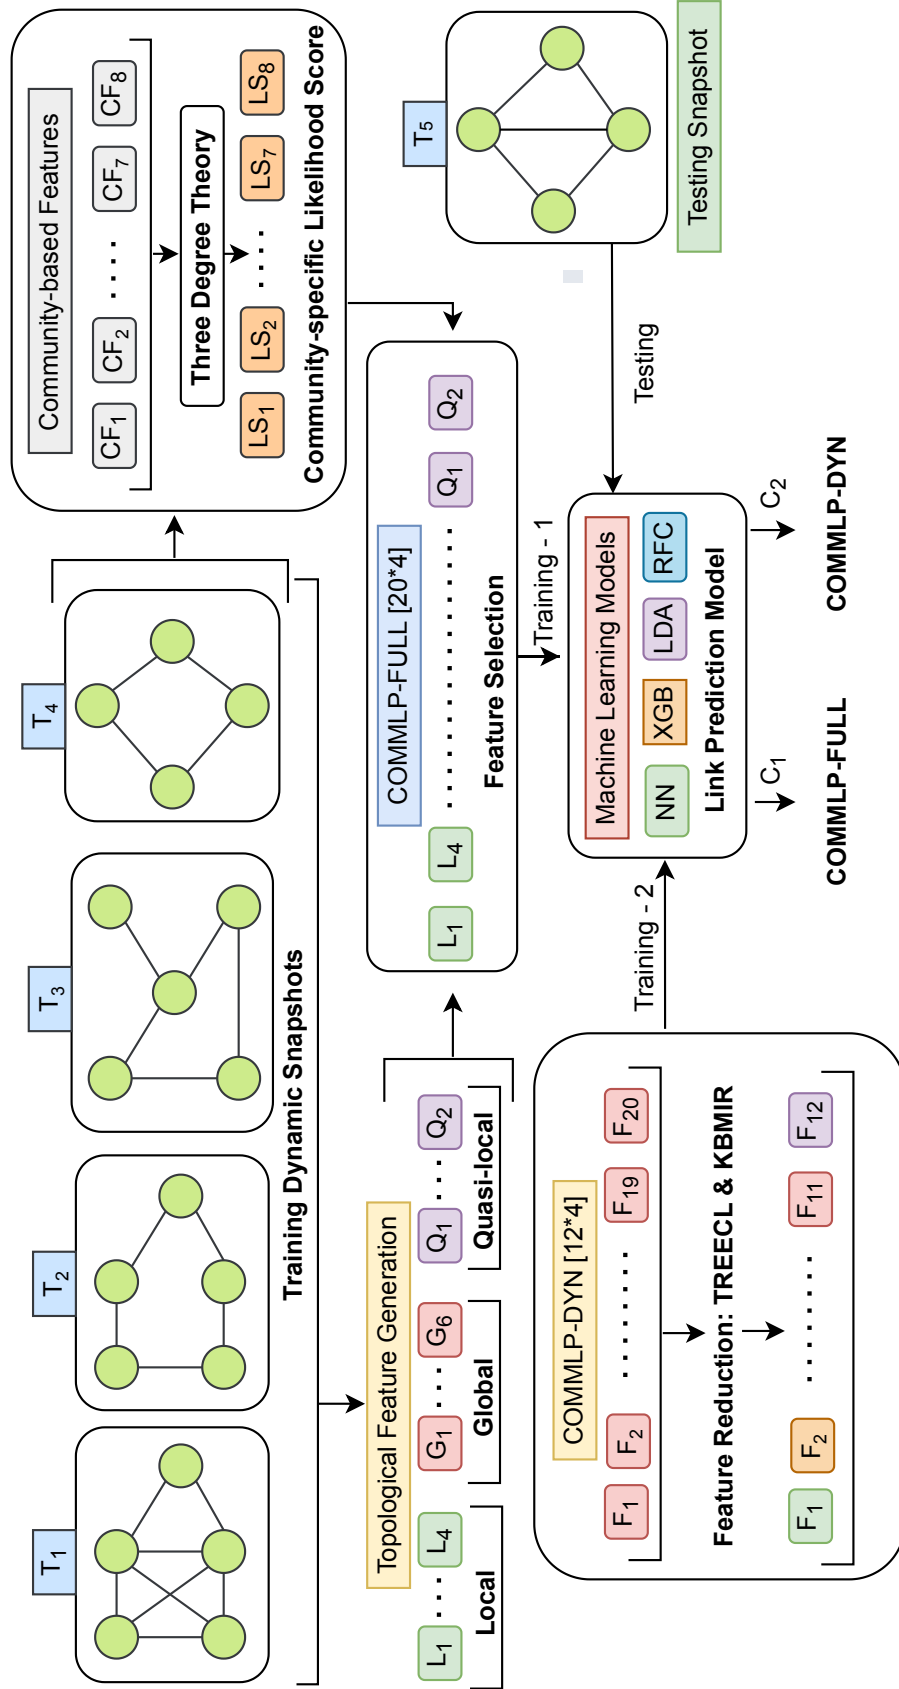 T1
T2
T3
T4
Training Dynamic Snapshots
Community-based Features
CF1
CF2
. . . .
CF7
CF8
Three Degree Theory
LS1
LS2
. . . .
LS7
LS8
Community-specific Likelihood Score
Topological Feature Generation
L1
. . .
L4
Local
G1
. . .
G6
Global
Q1
. . .
Q2
Quasi-local
COMMLP-FULL [20*4]
L1
L4
. . . . . . . . . . . . . . . . .
Q1
Q2
Feature Selection
T5
Testing Snapshot
COMMLP-DYN [12*4]
F1
F2
. . . . . . . .
F19
F20
Feature Reduction: TREECL & KBMIR
F1
F2
. . . . . . . .
F11
F12
Training - 2
Training - 1
Testing
Machine Learning Models
NN
XGB
LDA
RFC
Link Prediction Model
C1
C2
COMMLP-FULL
COMMLP-DYN